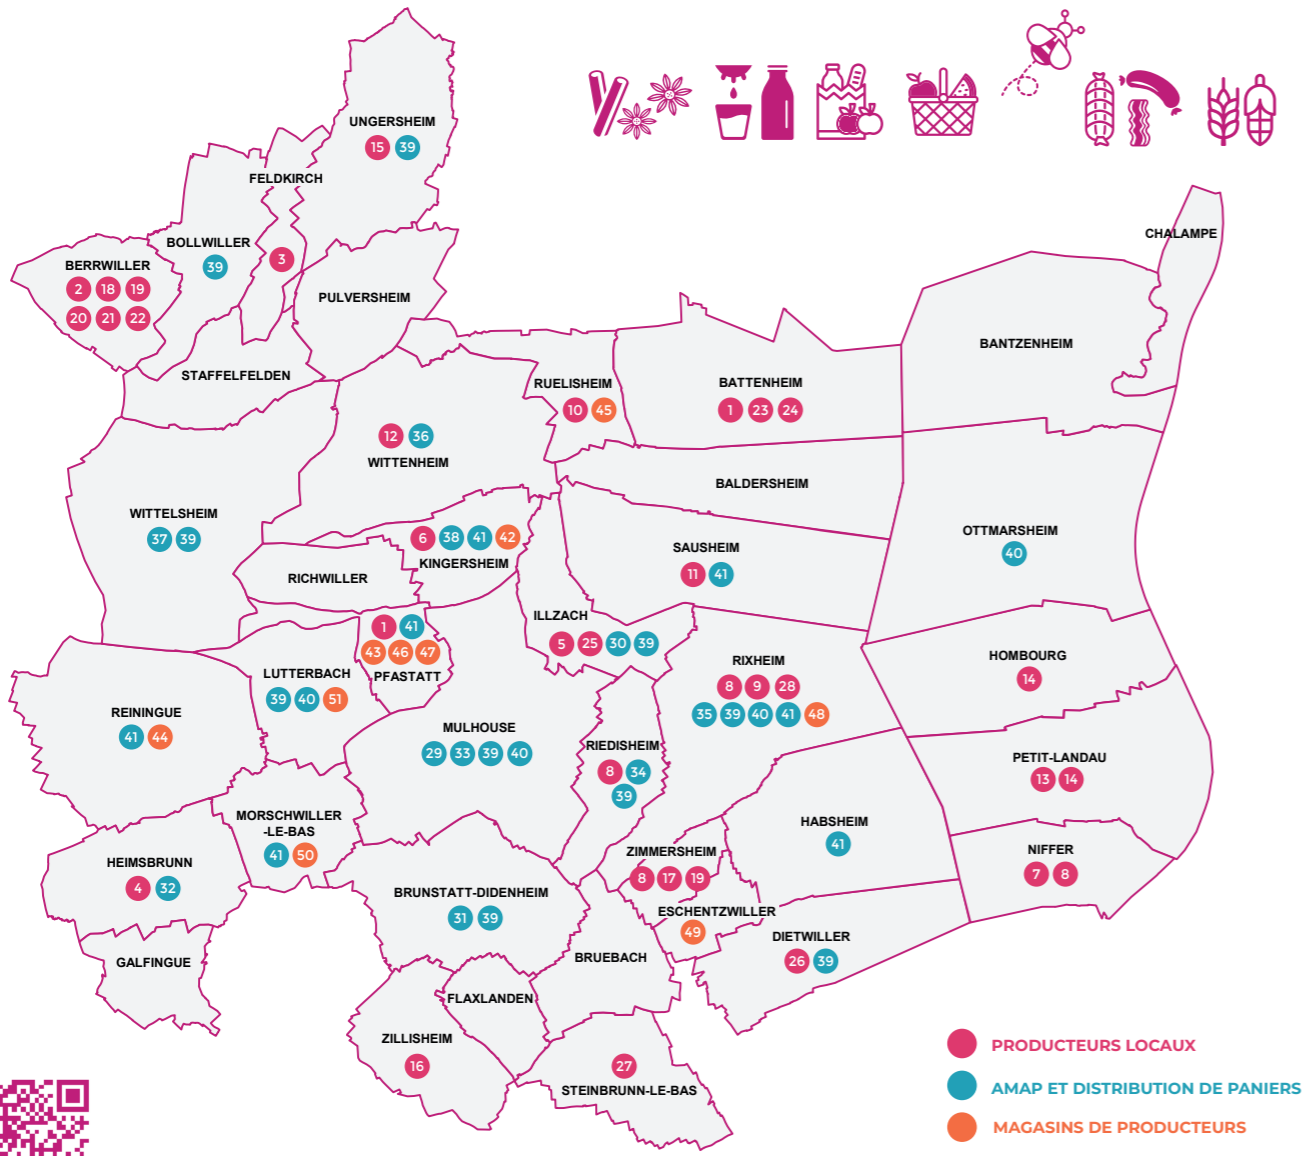 UNGERSHEIM
15 39
FELDKIRCH
3
BOLLWILLER
39
BERRWILLER
2 18 19
20 21 22
PULVERSHEIM
STAFFELFELDEN
CHALAMPE
BANTZENHEIM
RUELISHEIM
10 45
BATTENHEIM
1 23 24
12 36
WITTENHEIM
BALDERSHEIM
WITTELSHEIM
37 39
6 38 41 42
KINGERSHEIM
RICHWILLER
SAUSHEIM
11 41
OTTMARSHEIM
40
ILLZACH
5 25 30 39
1 41
43 46 47
PFASTATT
LUTTERBACH
39 40 51
REININGUE
41 44
RIXHEIM
8 9 28
35 39 40 41 48
HOMBOURG
14
MULHOUSE
29 33 39 40
RIEDISHEIM
8 34
39
PETIT-LANDAU
13 14
MORSCHWILLER
-LE-BAS
41 50
HABSHEIM
41
HEIMSBRUNN
4 32
ZIMMERSHEIM
8 17 19
NIFFER
7 8
BRUNSTATT-DIDENHEIM
31 39
ESCHENTZWILLER
49
DIETWILLER
26 39
GALFINGUE
BRUEBACH
FLAXLANDEN
ZILLISHEIM
16
27
STEINBRUNN-LE-BAS
PRODUCTEURS LOCAUX
AMAP ET DISTRIBUTION DE PANIERS
MAGASINS DE PRODUCTEURS